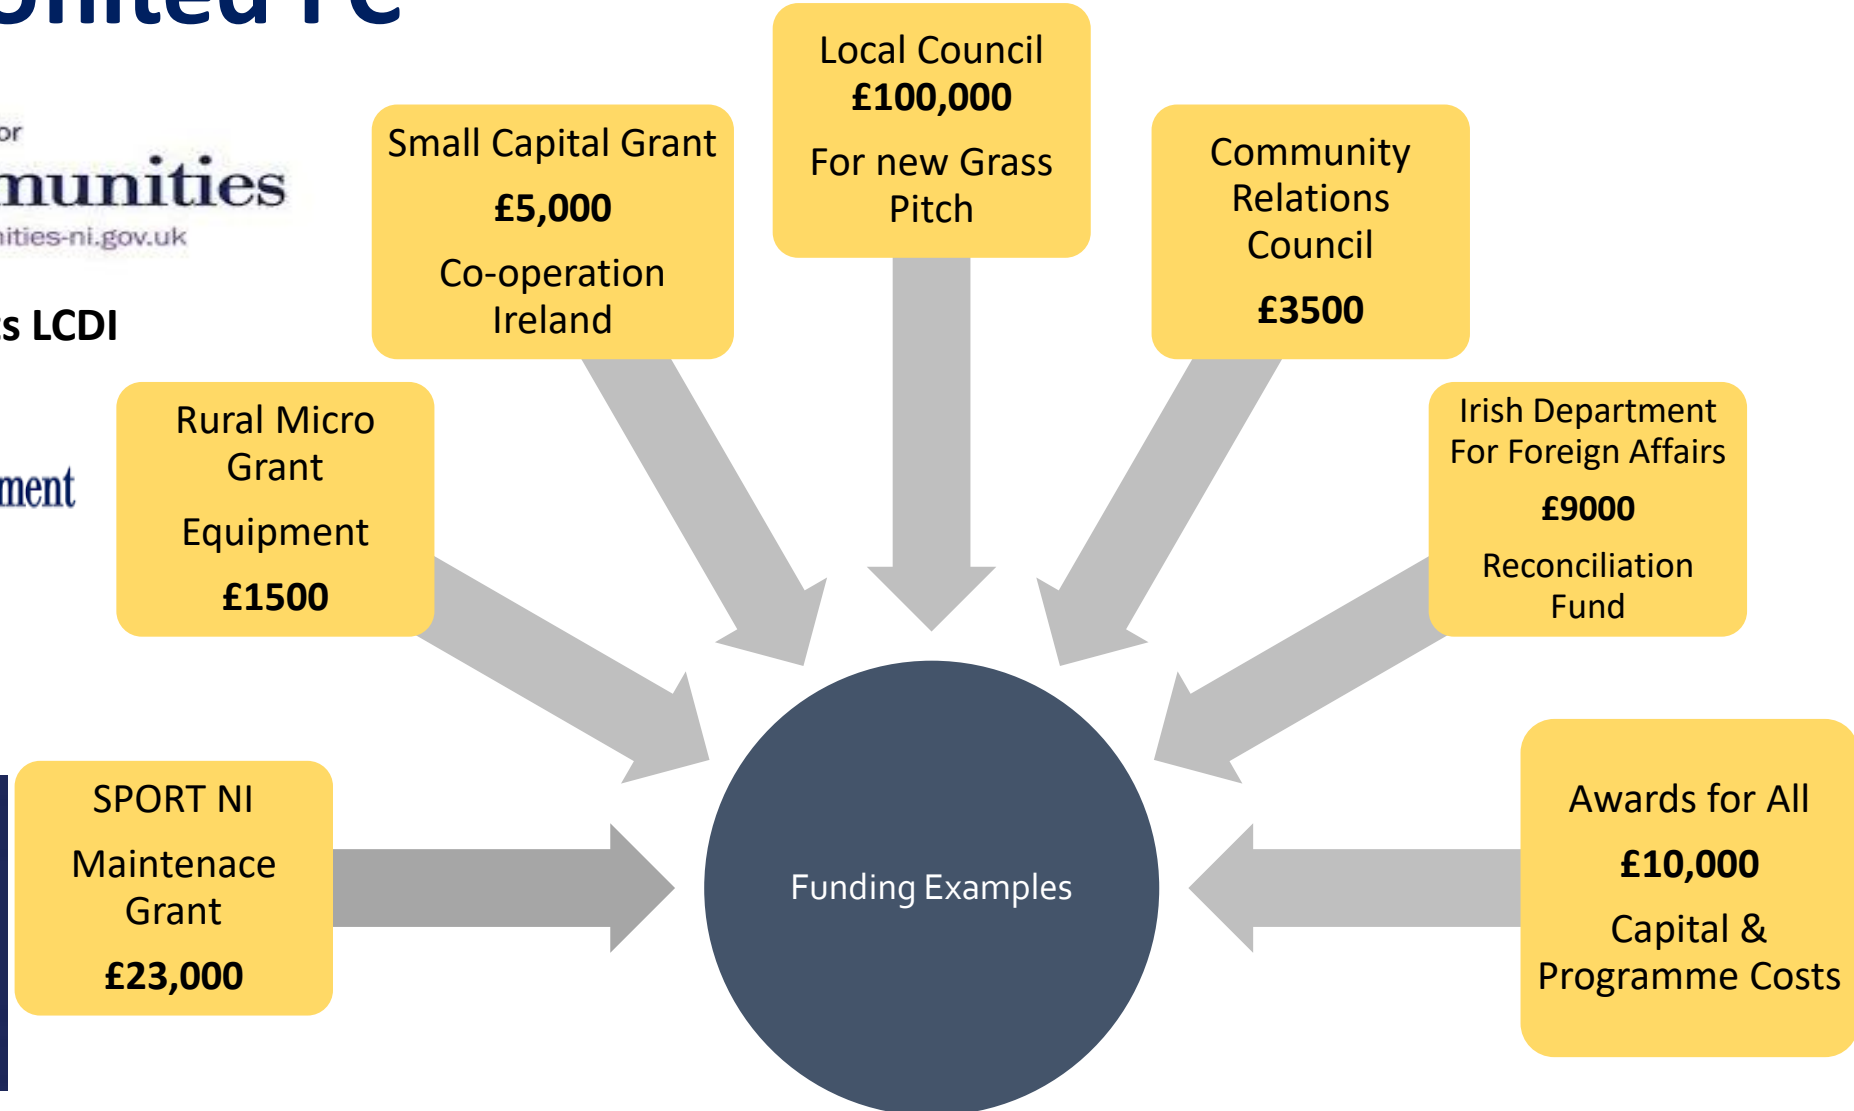 United FC
or
munities
nities-ni.gov.uk
ts LCDI
ment
Local Council
£100,000
For new Grass
Pitch
Small Capital Grant
£5,000
Co-operation
Ireland
Community
Relations
Council
£3500
Rural Micro
Grant
Equipment
£1500
Irish Department
For Foreign Affairs
£9000
Reconciliation
Fund
SPORT NI
Maintenace
Grant
£23,000
Funding Examples
Awards for All
£10,000
Capital &
Programme Costs